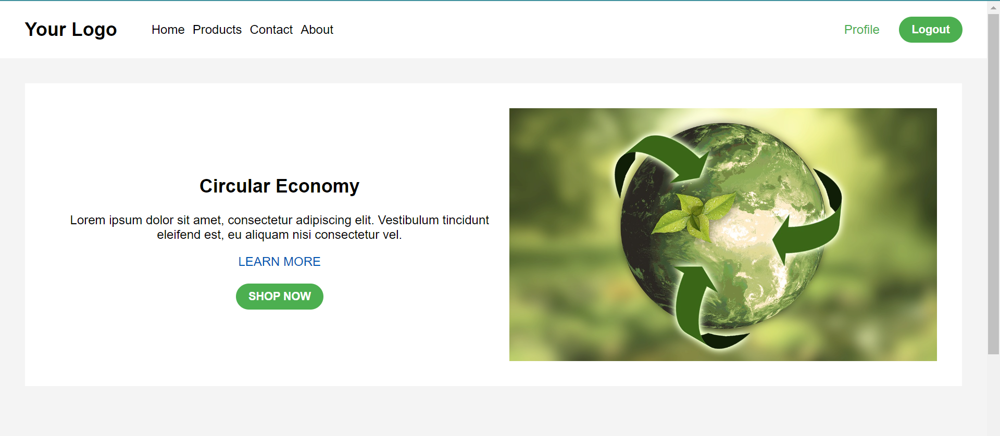 Your Logo Home Products Contact About Profile Logout
Circular Economy
Lorem ipsum dolor sit amet, consectetur adipiscing elit. Vestibulum tincidunt
eleifend est, eu aliquam nisi consectetur vel.
LEARN MORE
SHOP NOW